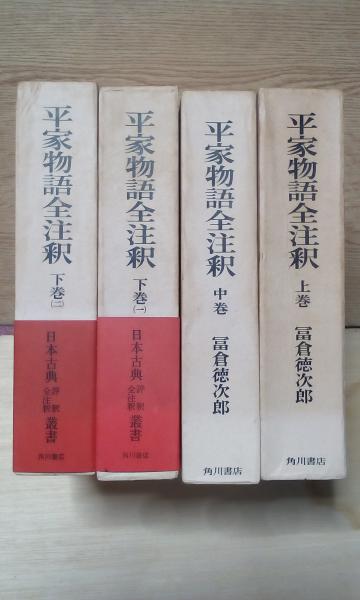 平家物語全注釈 上巻 冨倉徳次郎
角川書店
平家物語全注釈 中巻 冨倉徳次郎
角川書店
平家物語全注釈 下巻(一)
日本古典評釈全注釈叢書
角川書店
平家物語全注釈 下巻(二)
日本古典評釈全注釈叢書
角川書店